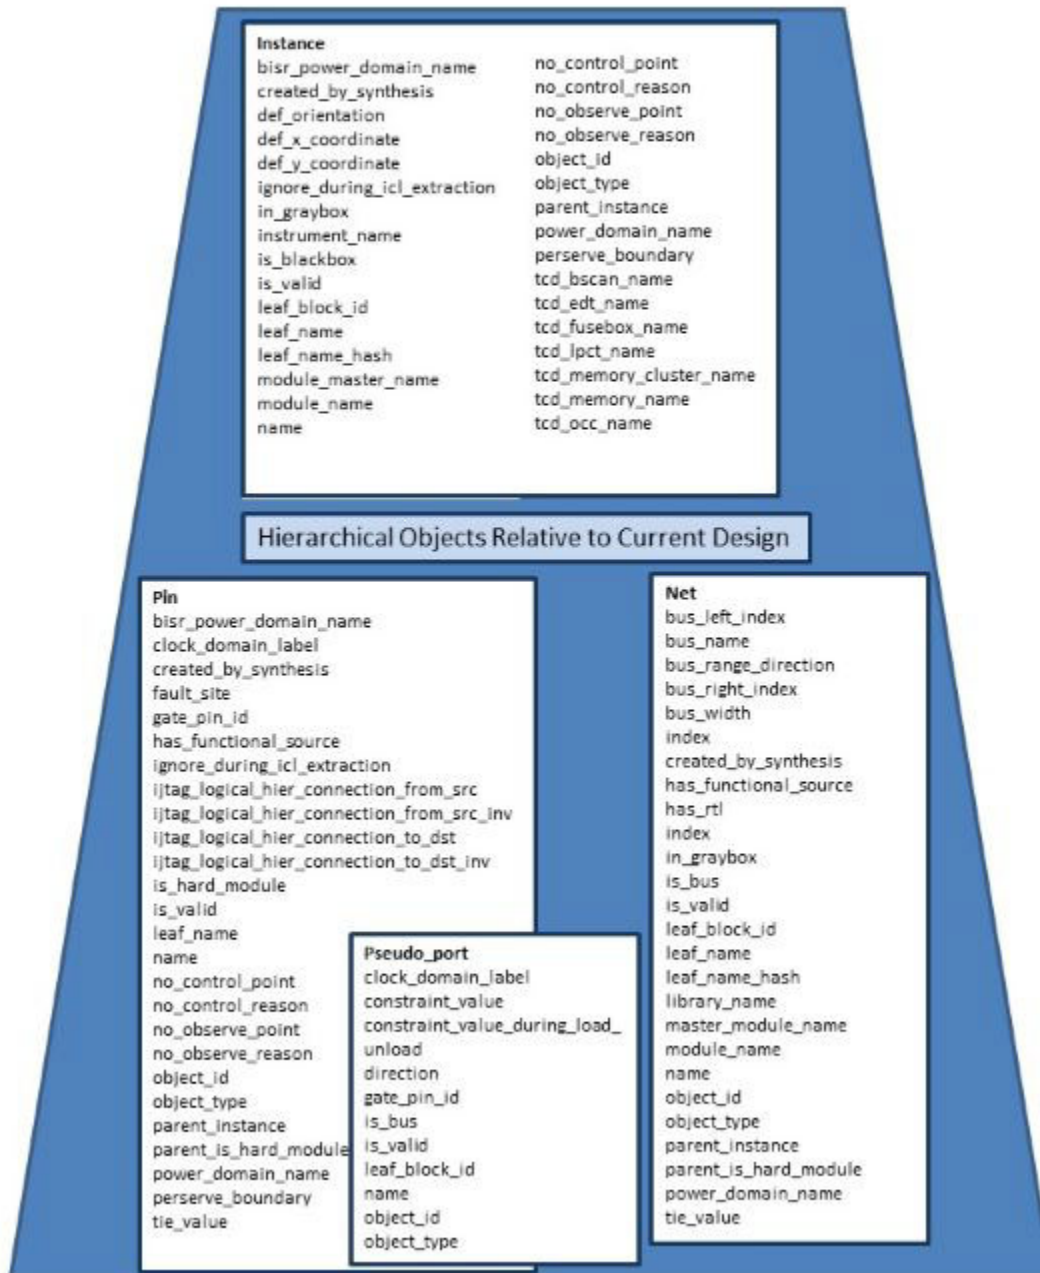 Instance
bisr_power_domain_name
created_by_synthesis
def_orientation
def_x_coordinate
def_y_coordinate
ignore_during_icl_extraction
in_graybox
instrument_name
is_blackbox
is_valid
leaf_block_id
leaf_name
leaf_name_hash
module_master_name
module_name
name
no_control_point
no_control_reason
no_observe_point
no_observe_reason
object_id
object_type
parent_instance
power_domain_name
perserve_boundary
tcd_bscan_name
tcd_edt_name
tcd_fusebox_name
tcd_lpct_name
tcd_memory_cluster_name
tcd_memory_name
tcd_occ_name
Hierarchical Objects Relative to Current Design
Pin
bisr_power_domain_name
clock_domain_label
created_by_synthesis
fault_site
gate_pin_id
has_functional_source
ignore_during_icl_extraction
ijtag_logical_hier_connection_from_src
ijtag_logical_hier_connection_from_src_inv
ijtag_logical_hier_connection_to_dst
ijtag_logical_hier_connection_to_dst_inv
is_hard_module
is_valid
leaf_name
name
no_control_point
no_control_reason
no_observe_point
no_observe_reason
object_id
object_type
parent_instance
parent_is_hard_module
power_domain_name
perserve_boundary
tie_value
Pseudo_port
clock_domain_label
constraint_value
constraint_value_during_load_
unload
direction
gate_pin_id
is_bus
is_valid
leaf_block_id
name
object_id
object_type
Net
bus_left_index
bus_name
bus_range_direction
bus_right_index
bus_width
index
created_by_synthesis
has_functional_source
has_rtl
index
in_graybox
is_bus
is_valid
leaf_block_id
leaf_name
leaf_name_hash
library_name
master_module_name
module_name
name
object_id
object_type
parent_instance
parent_is_hard_module
power_domain_name
tie_value